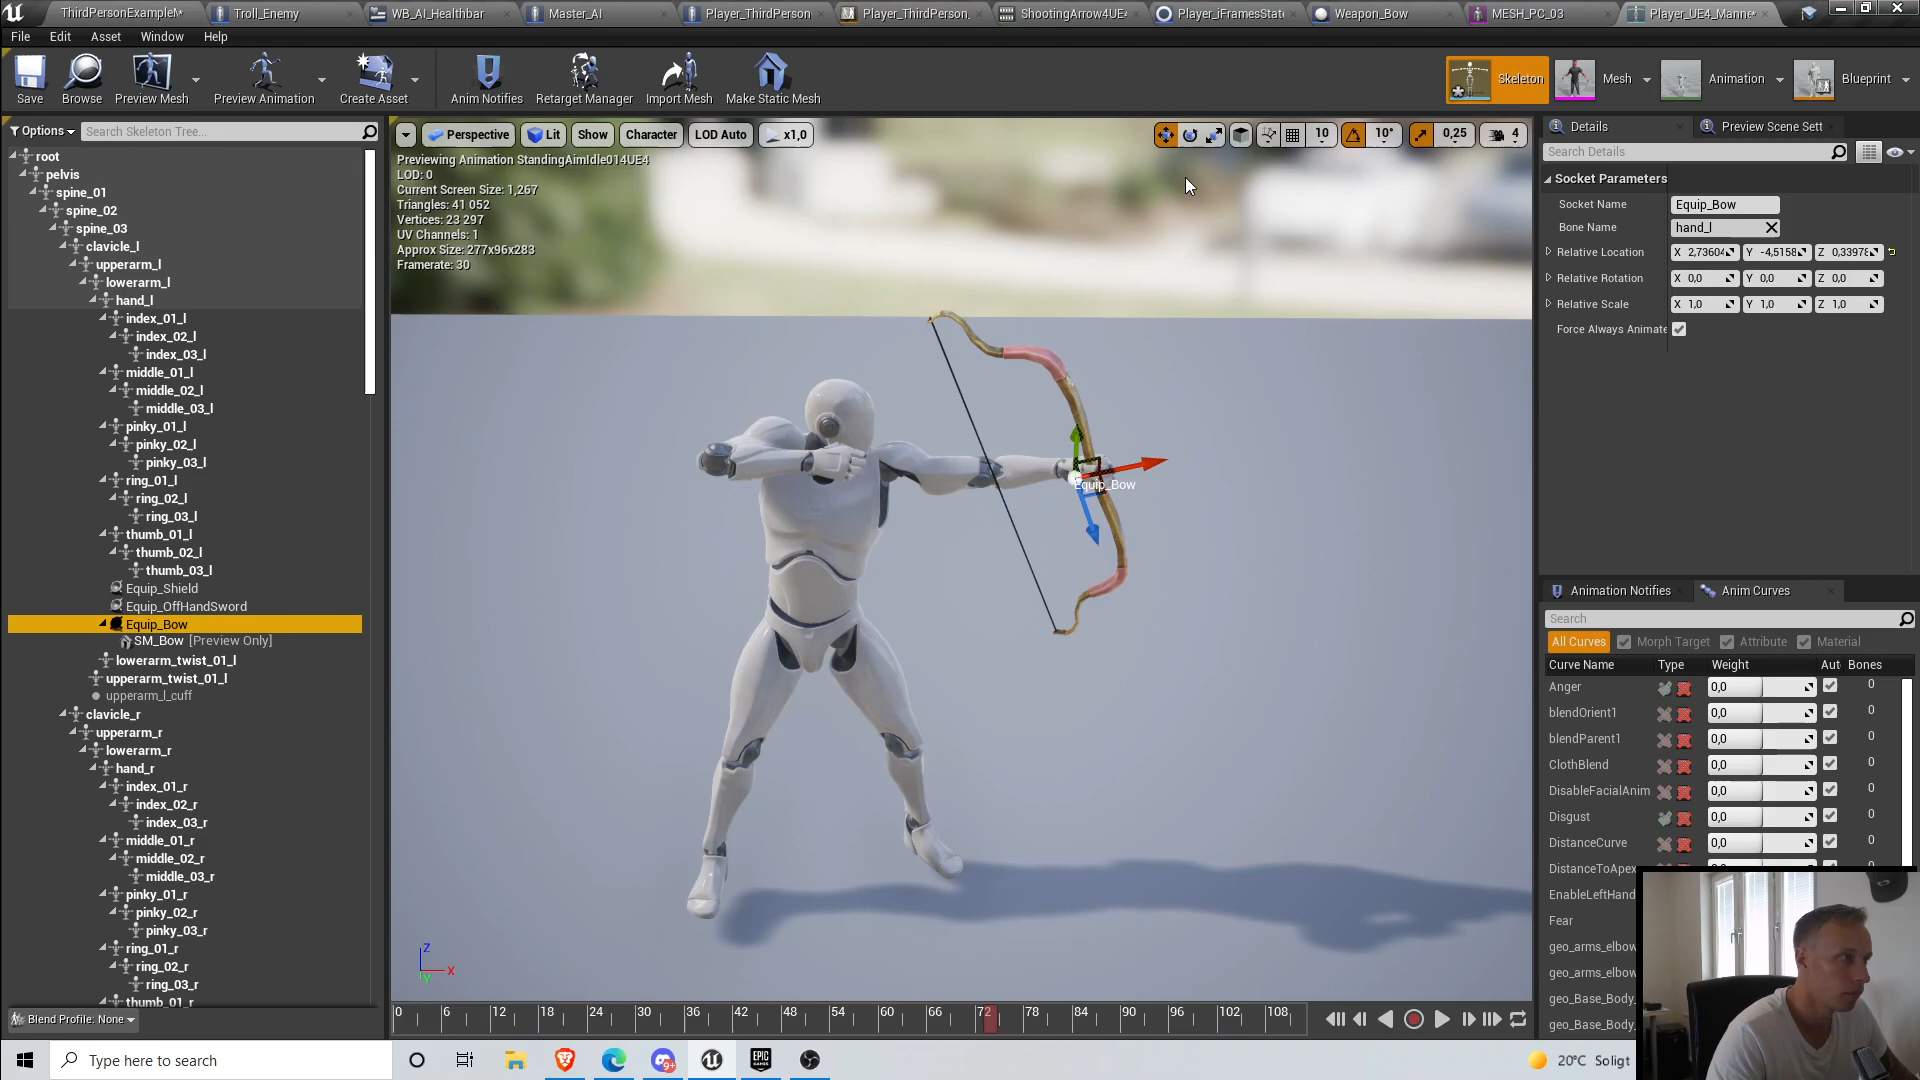 ThirdPersonExampleM*
Troll_Enemy
WB_AI_Healthbar
Master_AI
Player_ThirdPerson
Player_ThirdPerson_
ShootingArrow4UE4
Player_iFramesStat
Weapon_Bow
MESH_PC_03
Player_UE4_Manne*
File
Edit
Asset
Window
Help
Save
Browse
Preview Mesh
Preview Animation
Create Asset
Anim Notifies
Retarget Manager
Import Mesh
Make Static Mesh
Skeleton
Mesh
Animation
Blueprint
Options
Search Skeleton Tree...
root
pelvis
spine_01
spine_02
spine_03
clavicle_l
upperarm_l
lowerarm_l
hand_l
index_01_l
index_02_l
index_03_l
middle_01_l
middle_02_l
middle_03_l
pinky_01_l
pinky_02_l
pinky_03_l
ring_01_l
ring_02_l
ring_03_l
thumb_01_l
thumb_02_l
thumb_03_l
Equip_Shield
Equip_OffHandSword
Equip_Bow
SM_Bow [Preview Only]
lowerarm_twist_01_l
upperarm_twist_01_l
upperarm_l_cuff
clavicle_r
upperarm_r
lowerarm_r
hand_r
index_01_r
index_02_r
index_03_r
middle_01_r
middle_02_r
middle_03_r
pinky_01_r
pinky_02_r
pinky_03_r
ring_01_r
ring_02_r
ring_03_r
thumb_01_r
Blend Profile: None
Perspective
Lit
Show
Character
LOD Auto
x1,0
10
10°
0,25
4
Previewing Animation StandingAimIdle014UE4
LOD: 0
Current Screen Size: 1,267
Triangles: 41 052
Vertices: 23 297
UV Channels: 1
Approx Size: 277x96x283
Framerate: 30
Equip_Bow
Z
X
Y
0 6 12 18 24 30 36 42 48 54 60 66 72 78 84 90 96 102 108
Details
Preview Scene Sett
Search Details
Socket Parameters
Socket Name Equip_Bow
Bone Name hand_l
Relative Location X 2,73604 Y -4,5158 Z 0,33978
Relative Rotation X 0,0 Y 0,0 Z 0,0
Relative Scale X 1,0 Y 1,0 Z 1,0
Force Always Animate
Animation Notifies
Anim Curves
Search
All Curves Morph Target Attribute Material
Curve Name Type Weight Aut Bones
Anger 0,0 0
blendOrient1 0,0 0
blendParent1 0,0 0
ClothBlend 0,0 0
DisableFacialAnim 0,0 0
Disgust 0,0 0
DistanceCurve 0,0 0
DistanceToApex
EnableLeftHand
Fear
geo_arms_elbow
geo_arms_elbow
geo_Base_Body_
geo_Base_Body_
Type here to search
9+
EPIC GAMES
20°C Soligt